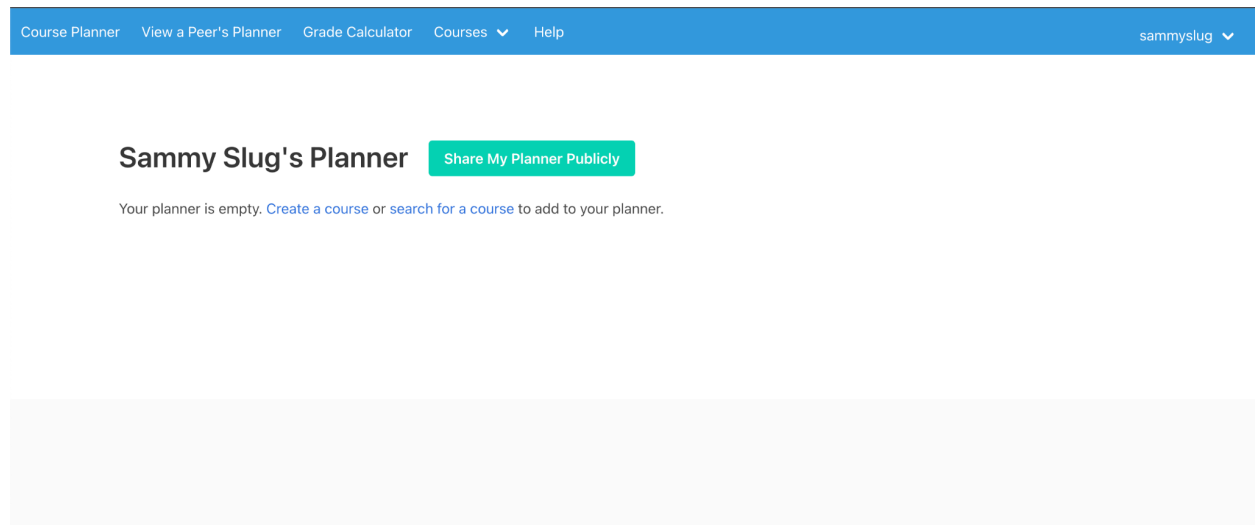 Course Planner View a Peer's Planner Grade Calculator Courses Help sammyslug
Sammy Slug's Planner Share My Planner Publicly
Your planner is empty. Create a course or search for a course to add to your planner.